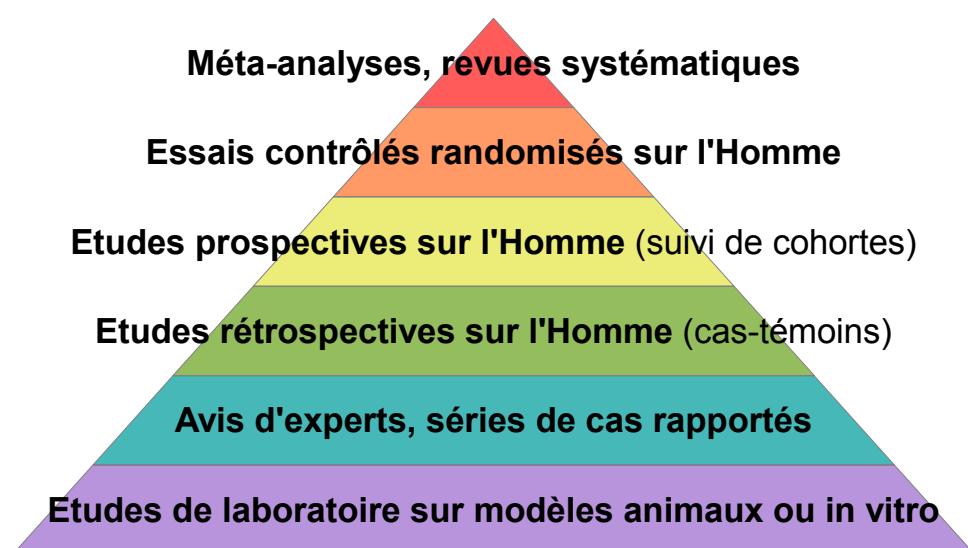 Méta-analyses, revues systématiques
Essais contrôlés randomisés sur l'Homme
Etudes prospectives sur l'Homme (suivi de cohortes)
Etudes rétrospectives sur l'Homme (cas-témoins)
Avis d'experts, séries de cas rapportés
Etudes de laboratoire sur modèles animaux ou in vitro